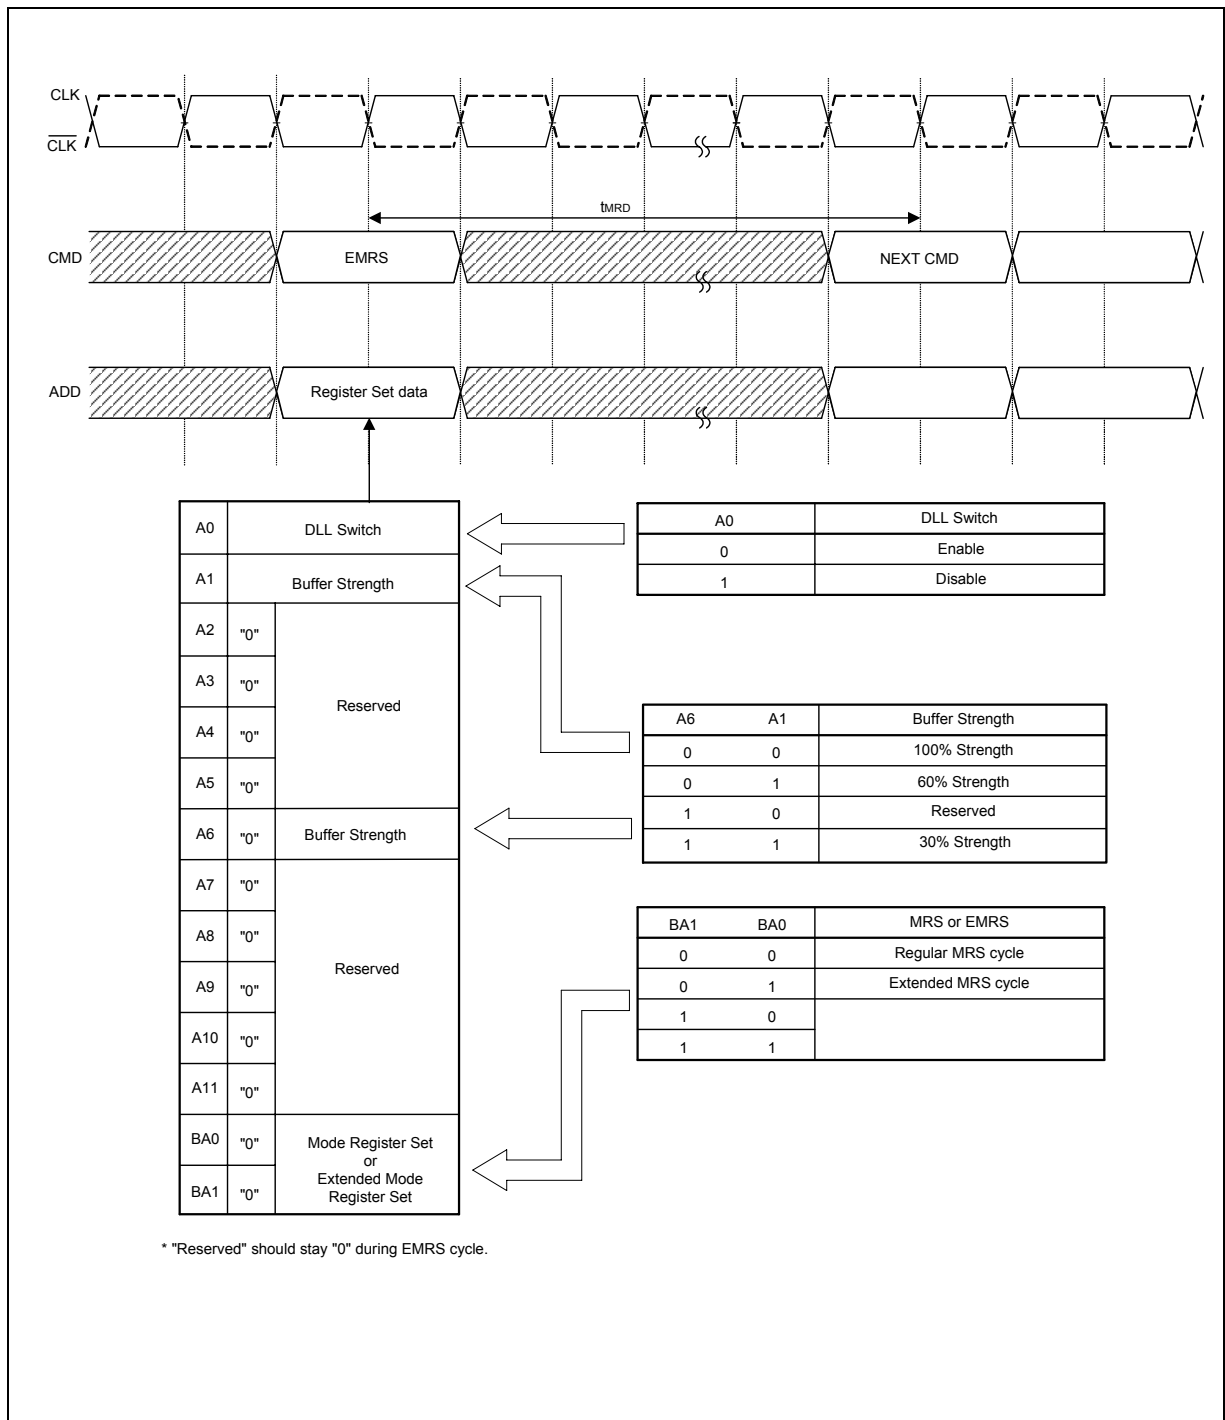 CLK
CLK
tMRD
CMD EMRS NEXT CMD
ADD Register Set data
A0 DLL Switch
A1 Buffer Strength
A2 "0"
A3 "0"
Reserved
A4 "0"
A5 "0"
A6 "0" Buffer Strength
A7 "0"
A8 "0"
Reserved
A9 "0"
A10 "0"
A11 "0"
BA0 "0" Mode Register Set
or
Extended Mode
BA1 "0" Register Set
A0 DLL Switch
0 Enable
1 Disable
A6 A1 Buffer Strength
0 0 100% Strength
0 1 60% Strength
1 0 Reserved
1 1 30% Strength
BA1 BA0 MRS or EMRS
0 0 Regular MRS cycle
0 1 Extended MRS cycle
1 0
1 1
* "Reserved" should stay "0" during EMRS cycle.